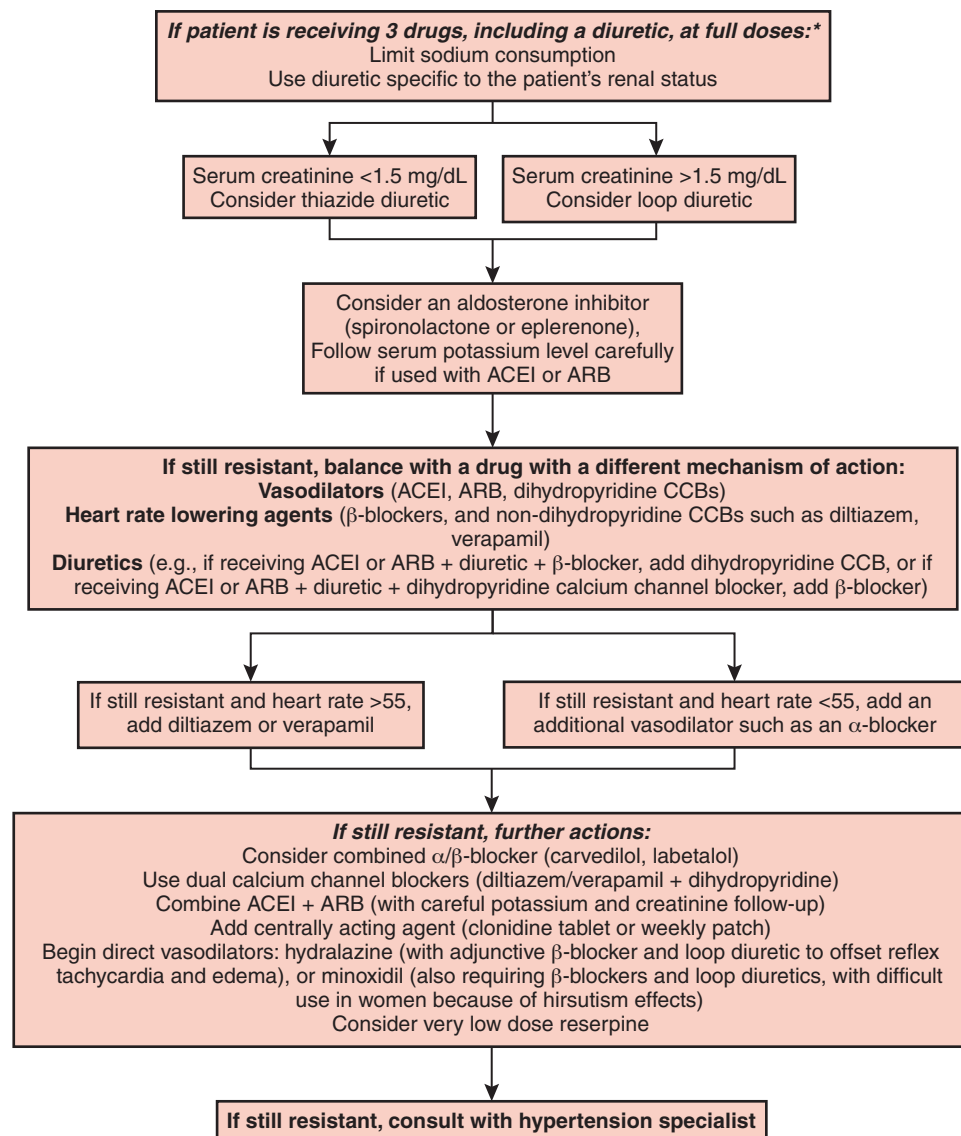 If patient is receiving 3 drugs, including a diuretic, at full doses:*
Limit sodium consumption
Use diuretic specific to the patient's renal status
Serum creatinine <1.5 mg/dL
Consider thiazide diuretic
Serum creatinine >1.5 mg/dL
Consider loop diuretic
Consider an aldosterone inhibitor
(spironolactone or eplerenone),
Follow serum potassium level carefully
if used with ACEI or ARB
If still resistant, balance with a drug with a different mechanism of action:
Vasodilators (ACEI, ARB, dihydropyridine CCBs)
Heart rate lowering agents (β-blockers, and non-dihydropyridine CCBs such as diltiazem,
verapamil)
Diuretics (e.g., if receiving ACEI or ARB + diuretic + β-blocker, add dihydropyridine CCB, or if
receiving ACEI or ARB + diuretic + dihydropyridine calcium channel blocker, add β-blocker)
If still resistant and heart rate >55,
add diltiazem or verapamil
If still resistant and heart rate <55, add an
additional vasodilator such as an α-blocker
If still resistant, further actions:
Consider combined α/β-blocker (carvedilol, labetalol)
Use dual calcium channel blockers (diltiazem/verapamil + dihydropyridine)
Combine ACEI + ARB (with careful potassium and creatinine follow-up)
Add centrally acting agent (clonidine tablet or weekly patch)
Begin direct vasodilators: hydralazine (with adjunctive β-blocker and loop diuretic to offset reflex
tachycardia and edema), or minoxidil (also requiring β-blockers and loop diuretics, with difficult
use in women because of hirsutism effects)
Consider very low dose reserpine
If still resistant, consult with hypertension specialist